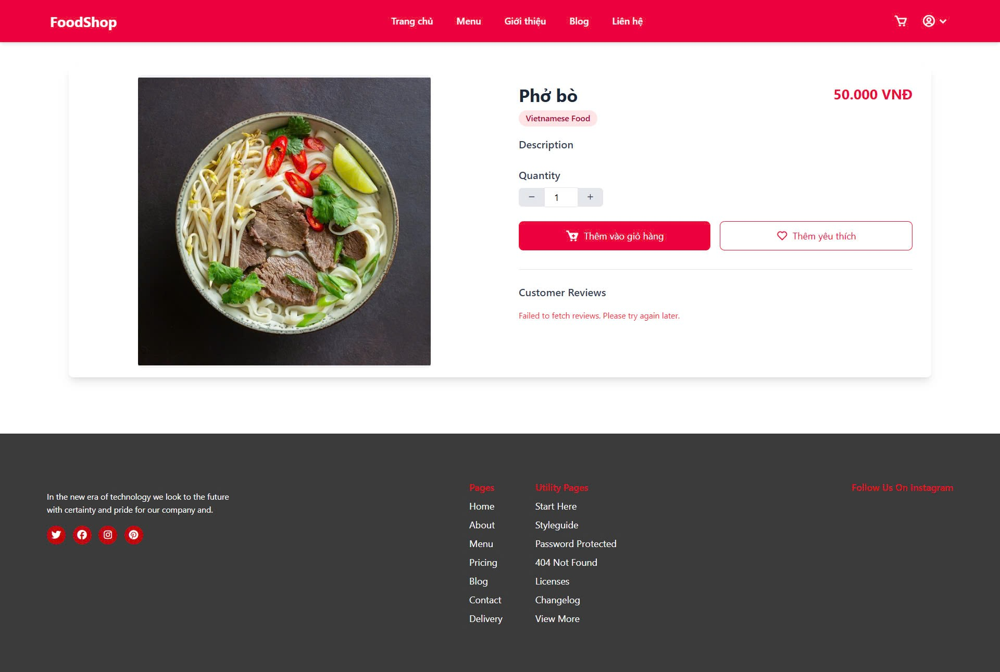 FoodShop
Trang chủ
Menu
Giới thiệu
Blog
Liên hệ
Phở bò
50.000 VNĐ
Vietnamese Food
Description
Quantity
− 1 +
Thêm vào giỏ hàng
Thêm yêu thích
Customer Reviews
Failed to fetch reviews. Please try again later.
In the new era of technology we look to the future
with certainty and pride for our company and.
Pages
Home
About
Menu
Pricing
Blog
Contact
Delivery
Utility Pages
Start Here
Styleguide
Password Protected
404 Not Found
Licenses
Changelog
View More
Follow Us On Instagram